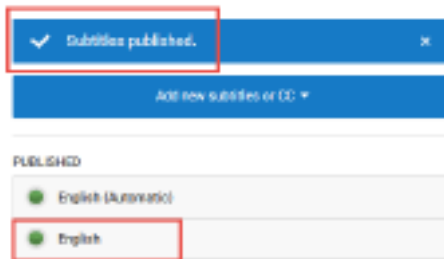 Subtitles published.
Add new subtitles or CC
PUBLISHED
English (Automatic)
English